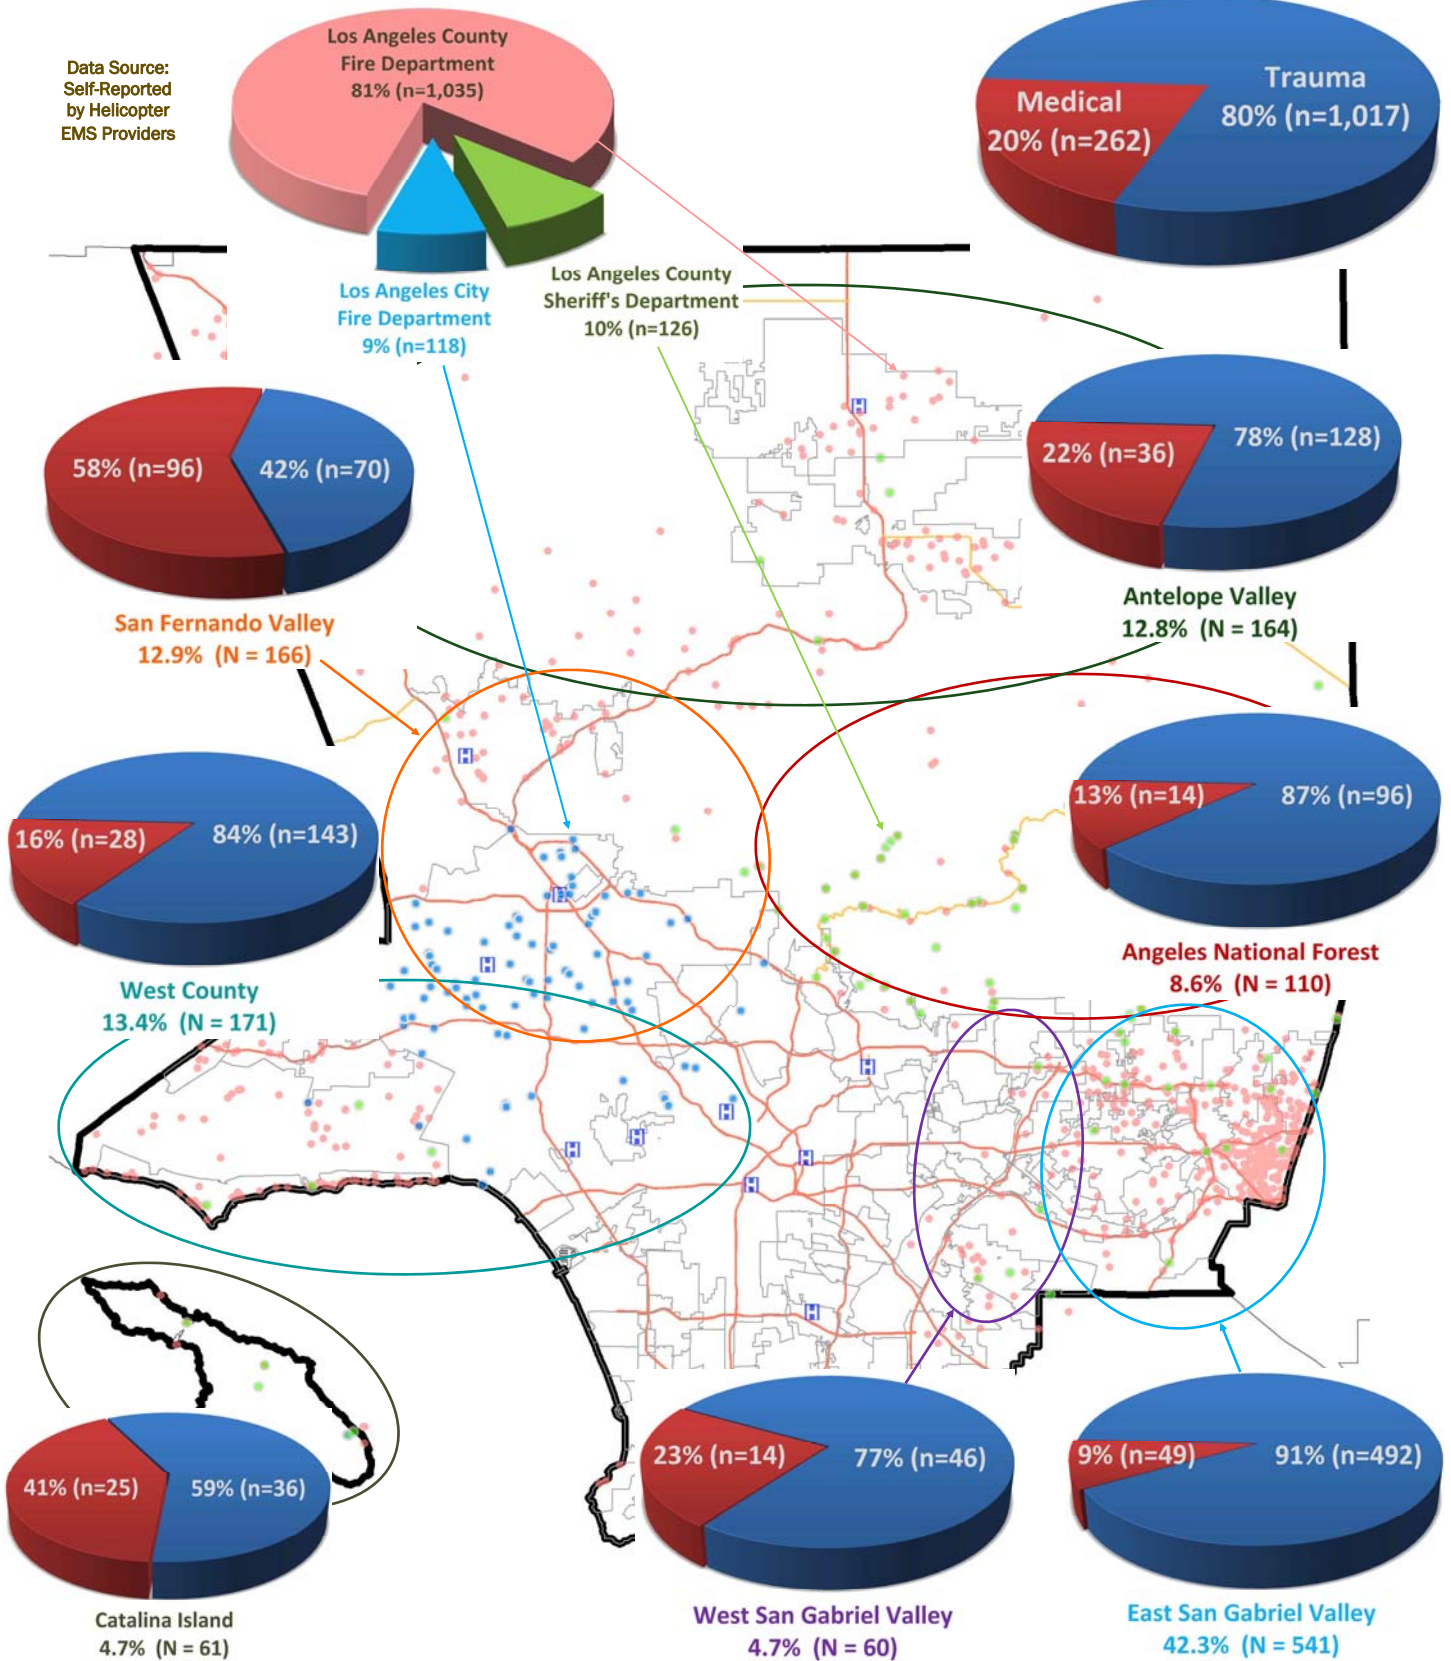 Data Source:
Self-Reported
by Helicopter
EMS Providers
Los Angeles County
Fire Department
81% (n=1,035)
Los Angeles City
Fire Department
9% (n=118)
Los Angeles County
Sheriff's Department
10% (n=126)
Medical
20% (n=262)
Trauma
80% (n=1,017)
58% (n=96)
42% (n=70)
San Fernando Valley
12.9% (N = 166)
22% (n=36)
78% (n=128)
Antelope Valley
12.8% (N = 164)
16% (n=28)
84% (n=143)
West County
13.4% (N = 171)
13% (n=14)
87% (n=96)
Angeles National Forest
8.6% (N = 110)
H
H
H
H
H
H
H
H
H
H
H
41% (n=25)
59% (n=36)
Catalina Island
4.7% (N = 61)
23% (n=14)
77% (n=46)
West San Gabriel Valley
4.7% (N = 60)
9% (n=49)
91% (n=492)
East San Gabriel Valley
42.3% (N = 541)